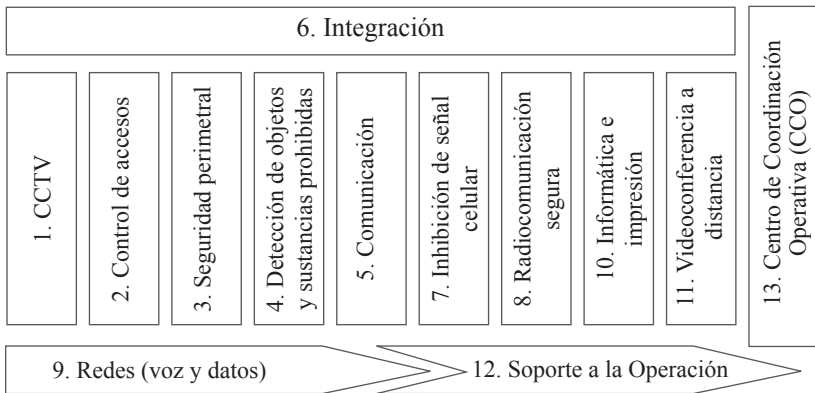 6. Integración
1. CCTV
2. Control de accesos
3. Seguridad perimetral
4. Detección de objetos
y sustancias prohibidas
5. Comunicación
7. Inhibición de señal
celular
8. Radiocomunicación
segura
10. Informática e
impresión
11. Videoconferencia a
distancia
13. Centro de Coordinación
Operativa (CCO)
9. Redes (voz y datos)
12. Soporte a la Operación